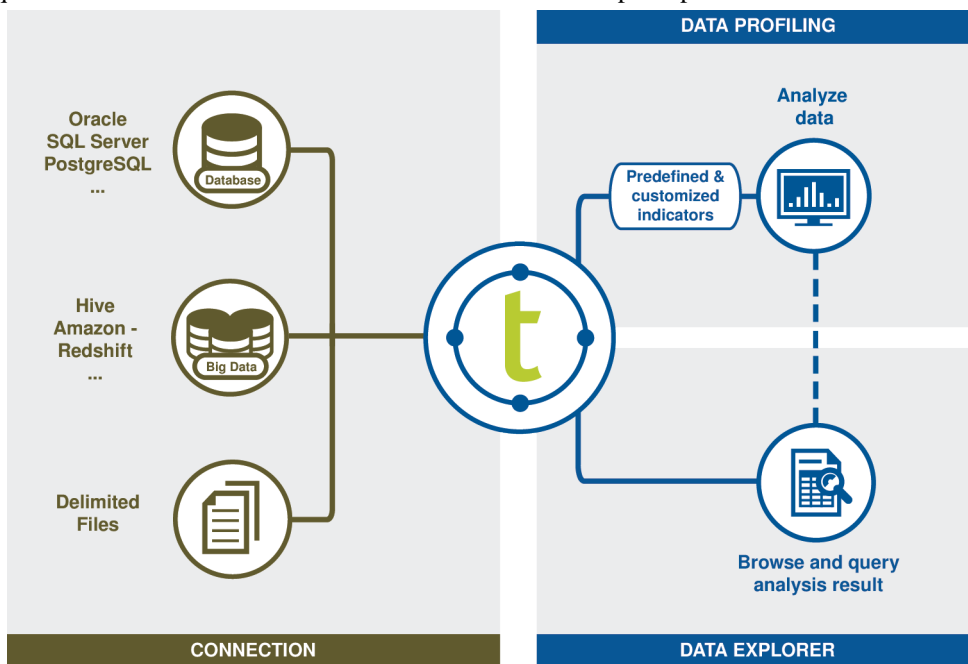 DATA PROFILING
Oracle
SQL Server
PostgreSQL
...
Database
Analyze
data
Predefined &
customized
indicators
Hive
Amazon -
Redshift
...
Big Data
t
Delimited
Files
Browse and query
analysis result
CONNECTION
DATA EXPLORER